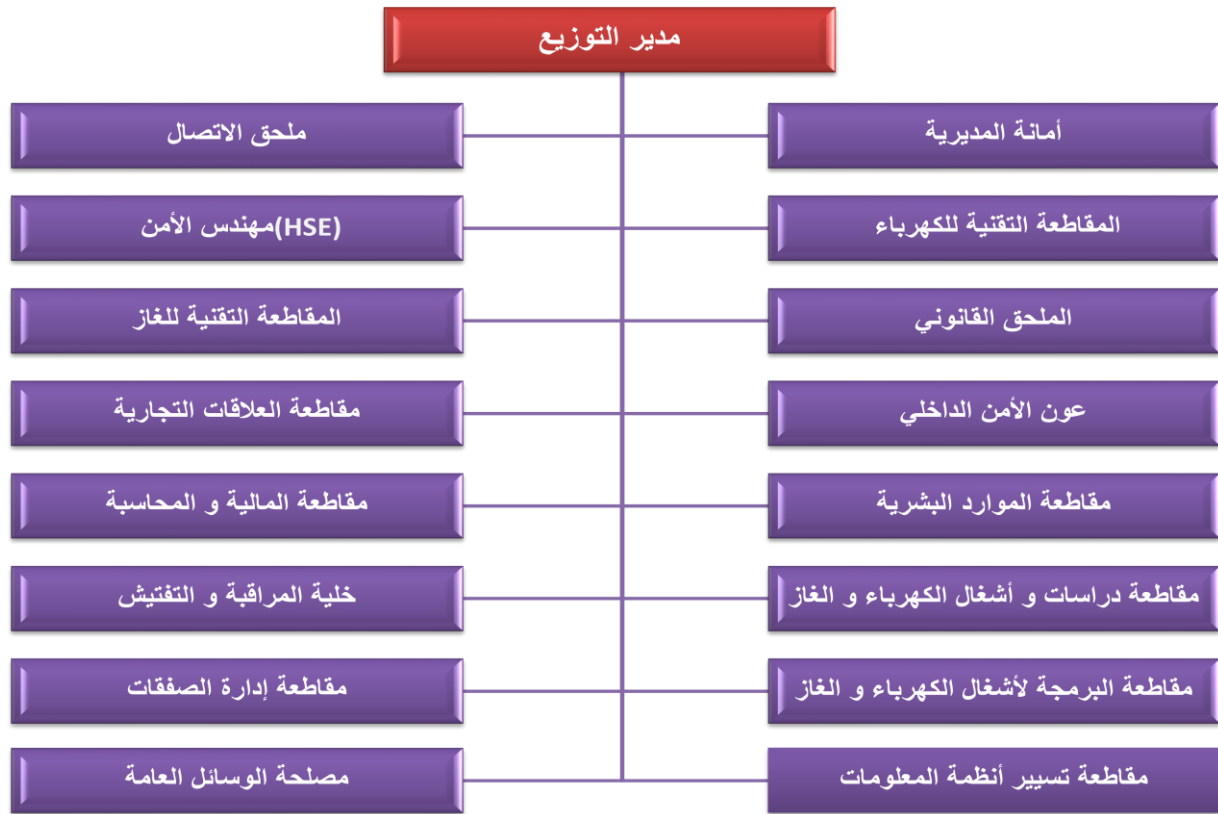 مدير التوزيع
أمانة المديرية
ملحق الاتصال
المقاطعة التقنية للكهرباء
مهندس الأمن(HSE)
الملحق القانوني
المقاطعة التقنية للغاز
عون الأمن الداخلي
مقاطعة العلاقات التجارية
مقاطعة الموارد البشرية
مقاطعة المالية و المحاسبة
مقاطعة دراسات و أشغال الكهرباء و الغاز
خلية المراقبة و التفتيش
مقاطعة البرمجة لأشغال الكهرباء و الغاز
مقاطعة إدارة الصفقات
مقاطعة تسيير أنظمة المعلومات
مصلحة الوسائل العامة